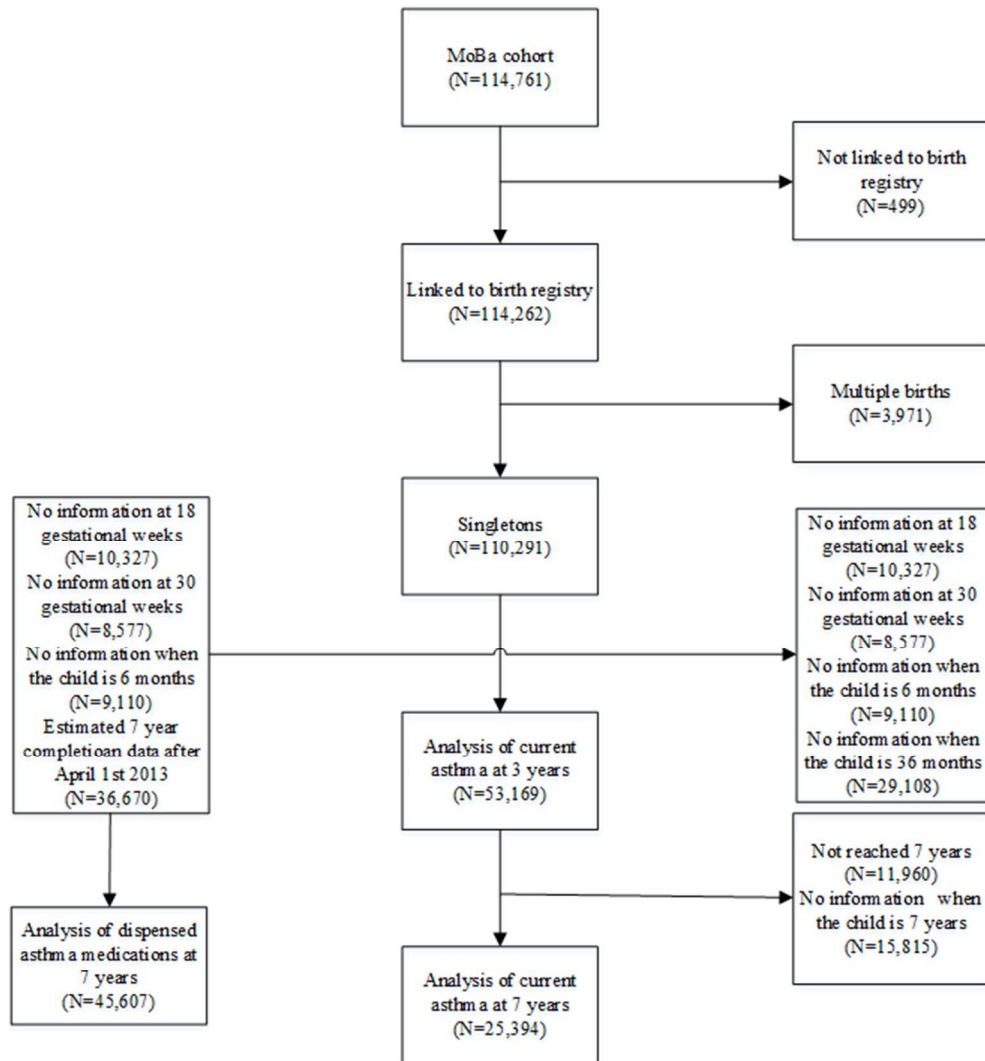 MoBa cohort
(N=114,761)
Not linked to birth
registry
(N=499)
Linked to birth registry
(N=114,262)
Multiple births
(N=3,971)
Singletons
(N=110,291)
No information at 18
gestational weeks
(N=10,327)
No information at 30
gestational weeks
(N=8,577)
No information when
the child is 6 months
(N=9,110)
Estimated 7 year
completioan data after
April 1st 2013
(N=36,670)
No information at 18
gestational weeks
(N=10,327)
No information at 30
gestational weeks
(N=8,577)
No information when
the child is 6 months
(N=9,110)
No information when
the child is 36 months
(N=29,108)
Analysis of current
asthma at 3 years
(N=53,169)
Not reached 7 years
(N=11,960)
No information when
the child is 7 years
(N=15,815)
Analysis of dispensed
asthma medications at
7 years
(N=45,607)
Analysis of current
asthma at 7 years
(N=25,394)